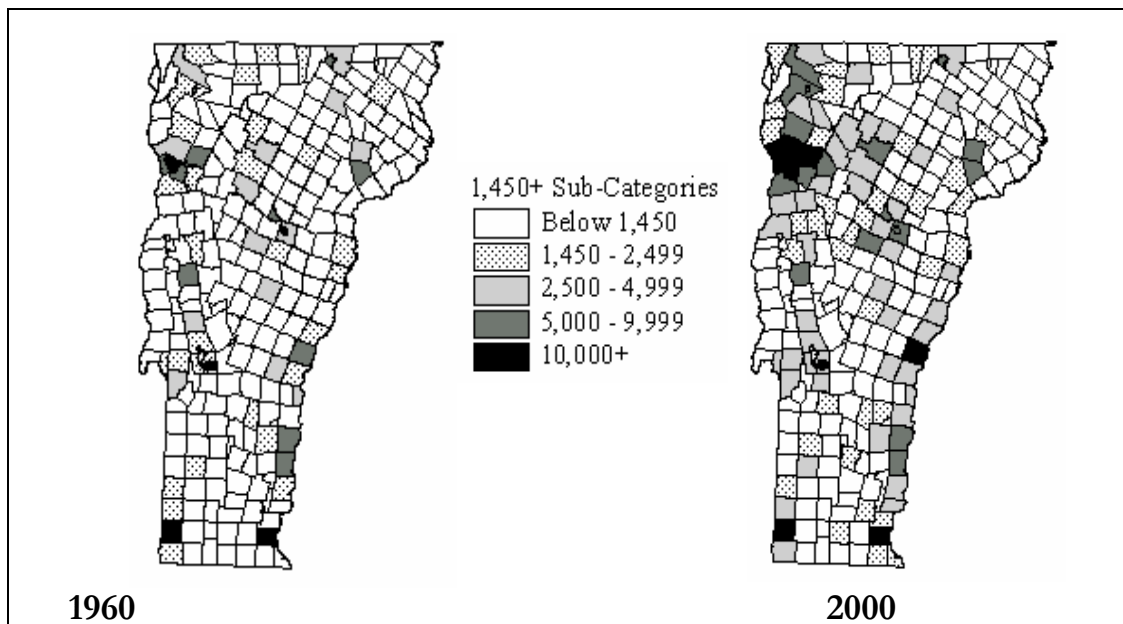 1,450+ Sub-Categories
Below 1,450
1,450 - 2,499
2,500 - 4,999
5,000 - 9,999
10,000+
1960
2000